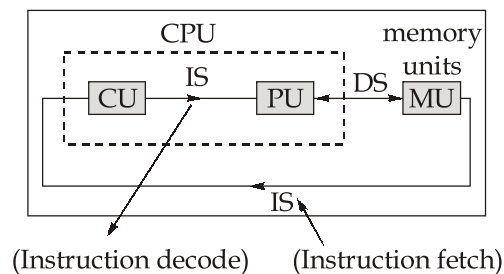 CPU
memory
units
IS
DS
CU
PU
MU
IS
(Instruction decode)
(Instruction fetch)